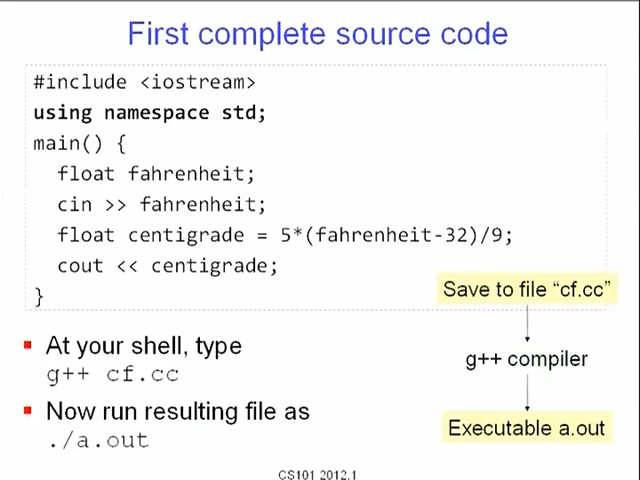 First complete source code
#include <iostream>
using namespace std;
main() {
float fahrenheit;
cin >> fahrenheit;
float centigrade = 5*(fahrenheit-32)/9;
cout << centigrade;
}
Save to file “cf.cc”
g++ compiler
Executable a.out
At your shell, type
g++ cf.cc
Now run resulting file as
./a.out
CS101 2012.1